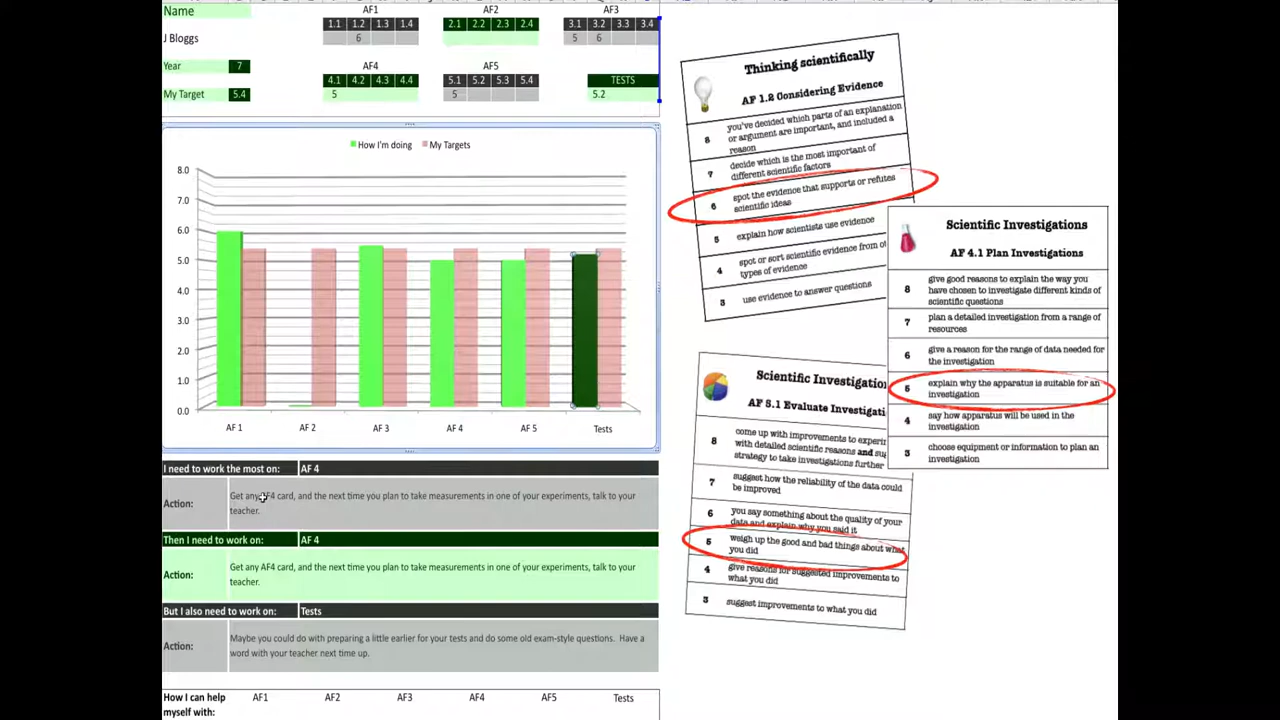 Name
AF1
AF2
AF3
1.1 1.2 1.3 1.4
2.1 2.2 2.3 2.4
3.1 3.2 3.3 3.4
J Bloggs
6
5 6
Year
7
AF4
AF5
4.1 4.2 4.3 4.4
5.1 5.2 5.3 5.4
TESTS
My Target
5.4
5
5
5.2
How I'm doing
My Targets
8.0
7.0
6.0
5.0
4.0
3.0
2.0
1.0
0.0
AF 1
AF 2
AF 3
AF 4
AF 5
Tests
I need to work the most on:
AF 4
Action:
Get any AF4 card, and the next time you plan to take measurements in one of your experiments, talk to your
teacher.
Then I need to work on:
AF 4
Action:
Get any AF4 card, and the next time you plan to take measurements in one of your experiments, talk to your
teacher.
But I also need to work on:
Tests
Action:
Maybe you could do with preparing a little earlier for your tests and do some old exam-style questions. Have a
word with your teacher next time up.
How I can help
myself with:
AF1
AF2
AF3
AF4
AF5
Tests
Thinking scientifically
AF 1.2 Considering Evidence
8
you've decided which parts of an explanation
or argument are important, and included a
reason
7
decide which is the most important of
different scientific factors
6
spot the evidence that supports or refutes
scientific ideas
5
explain how scientists use evidence
4
spot or sort scientific evidence from
types of evidence
3
use evidence to answer questions
Scientific Investigations
AF 4.1 Plan Investigations
8
give good reasons to explain the way you
have chosen to investigate different kinds of
scientific questions
7
plan a detailed investigation from a range of
resources
6
give a reason for the range of data needed for
the investigation
5
explain why the apparatus is suitable for an
investigation
4
say how apparatus will be used in the
investigation
3
choose equipment or information to plan an
investigation
Scientific Investigatio
AF 5.1 Evaluate Investigati
8
come up with improvements to experi
with detailed scientific reasons and su
strategy to take investigations further
7
suggest how the reliability of the data could
be improved
6
you say something about the quality of your
data and explain why you said it
5
weigh up the good and bad things about what
you did
4
give reasons for suggested improvements to
what you did
3
suggest improvements to what you did